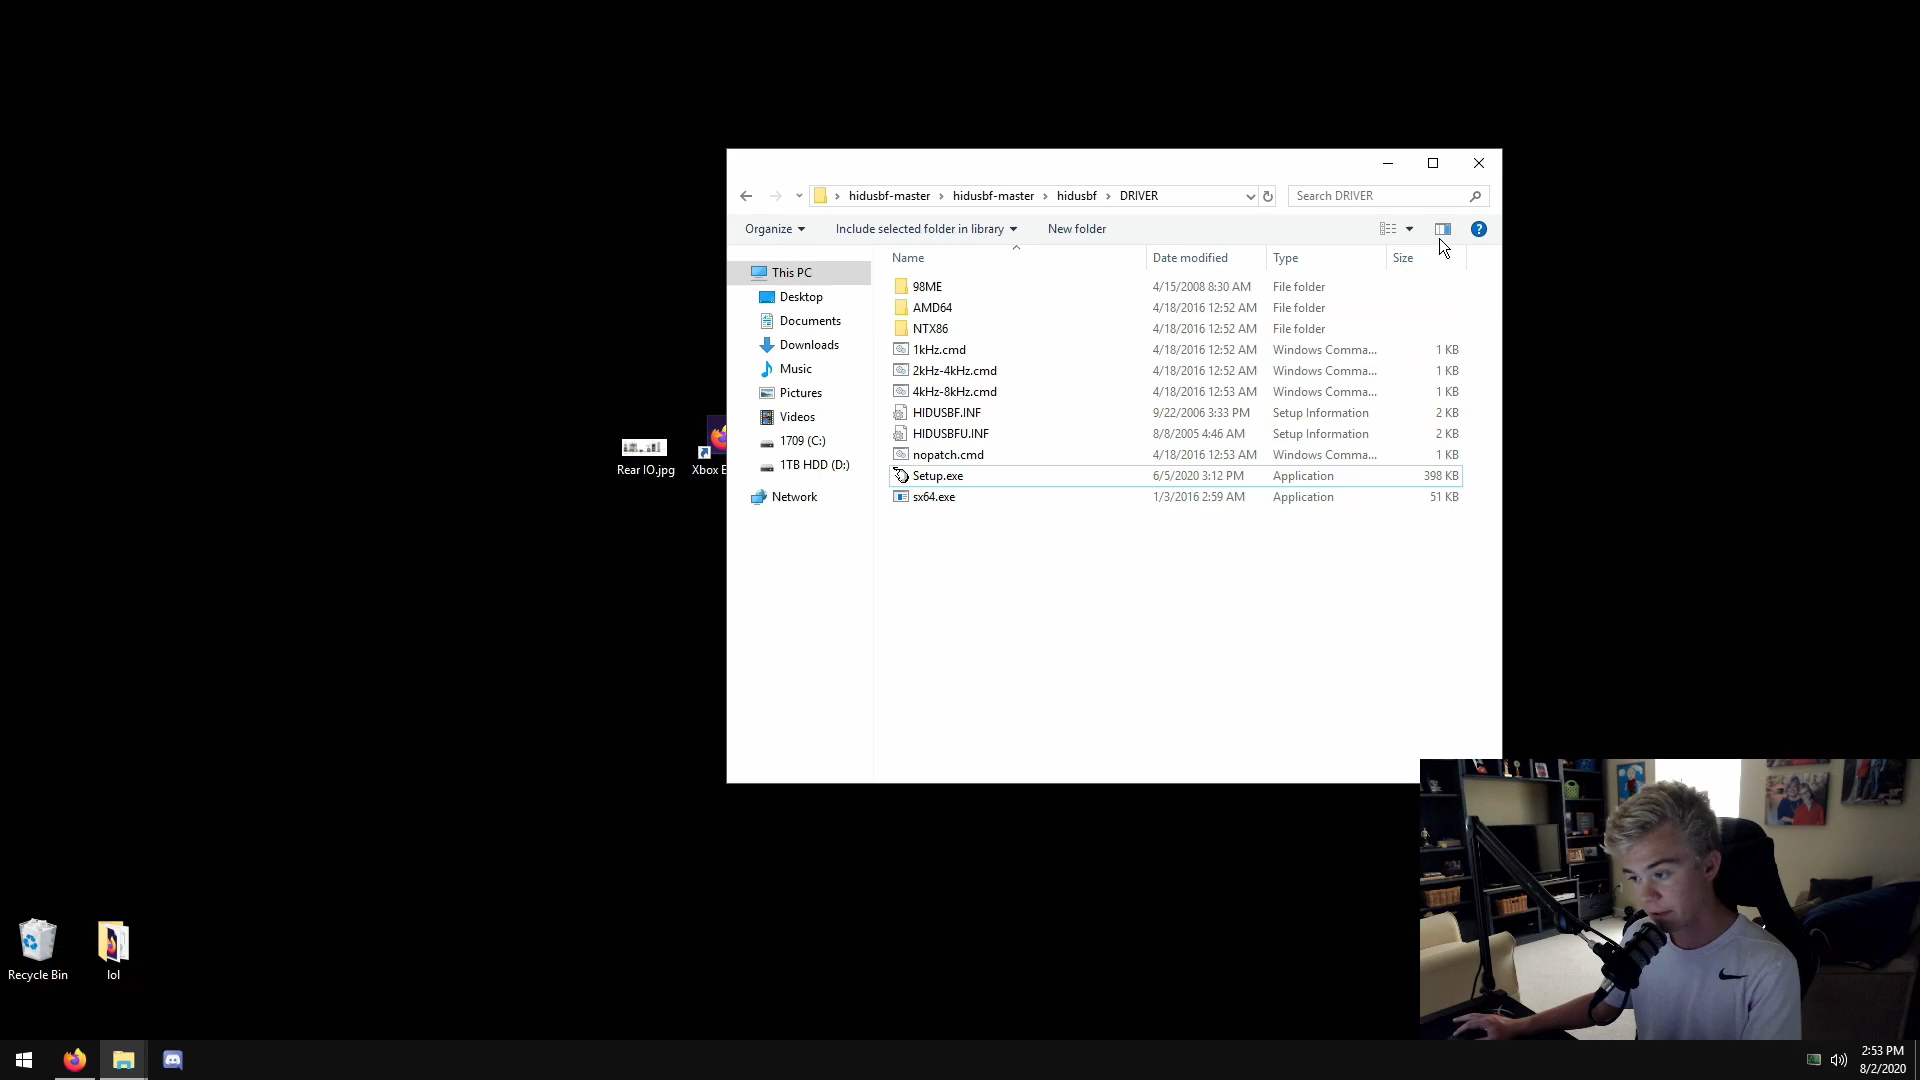 hidusbf-master › hidusbf-master › hidusbf › DRIVER
Search DRIVER
Organize
Include selected folder in library
New folder
Name Date modified Type Size
This PC
Desktop
Documents
Downloads
Music
Pictures
Videos
1709 (C:)
1TB HDD (D:)
Network
98ME 4/15/2008 8:30 AM File folder
AMD64 4/18/2016 12:52 AM File folder
NTX86 4/18/2016 12:52 AM File folder
1kHz.cmd 4/18/2016 12:52 AM Windows Comma... 1 KB
2kHz-4kHz.cmd 4/18/2016 12:52 AM Windows Comma... 1 KB
4kHz-8kHz.cmd 4/18/2016 12:53 AM Windows Comma... 1 KB
HIDUSBF.INF 9/22/2006 3:33 PM Setup Information 2 KB
HIDUSBFU.INF 8/8/2005 4:46 AM Setup Information 2 KB
nopatch.cmd 4/18/2016 12:53 AM Windows Comma... 1 KB
Setup.exe 6/5/2020 3:12 PM Application 398 KB
sx64.exe 1/3/2016 2:59 AM Application 51 KB
Rear IO.jpg
Xbox E
Recycle Bin
lol
2:53 PM
8/2/2020